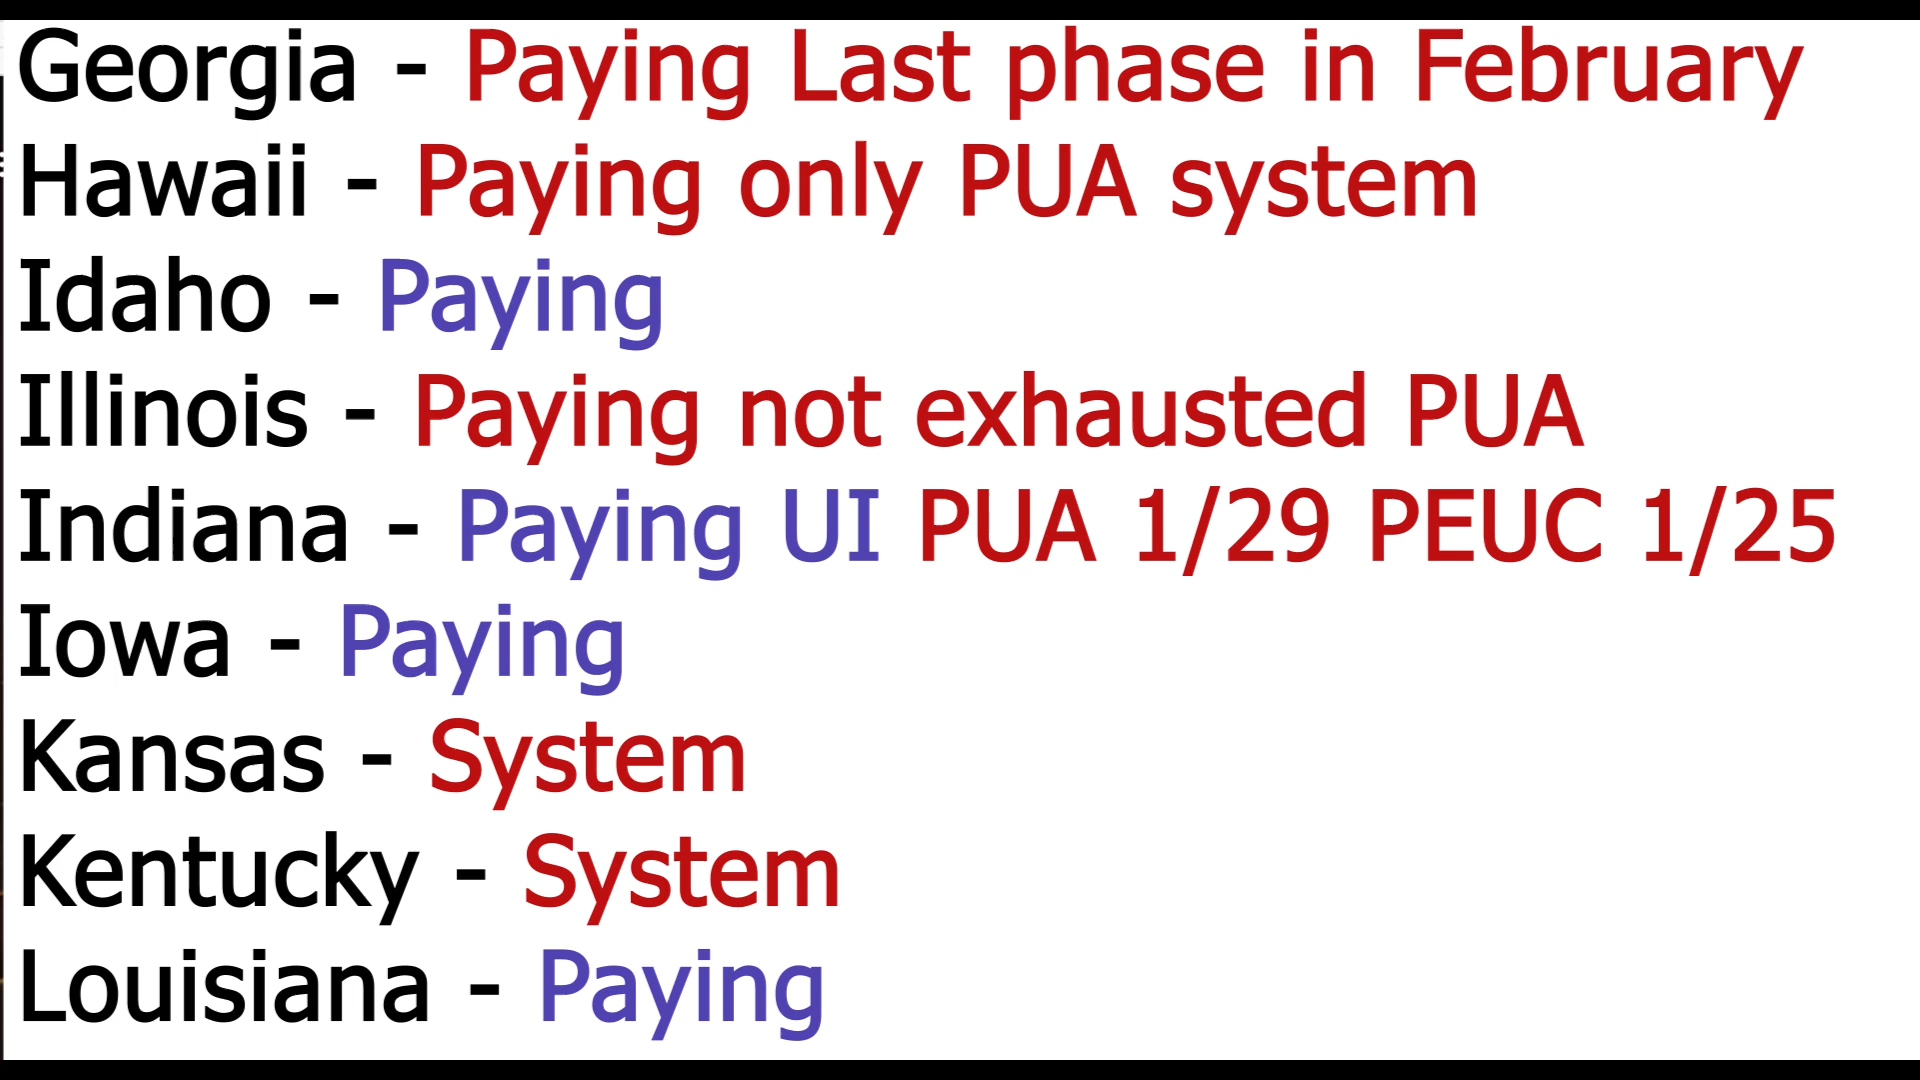 Georgia - Paying Last phase in February
Hawaii - Paying only PUA system
Idaho - Paying
Illinois - Paying not exhausted PUA
Indiana - Paying UI PUA 1/29 PEUC 1/25
Iowa - Paying
Kansas - System
Kentucky - System
Louisiana - Paying